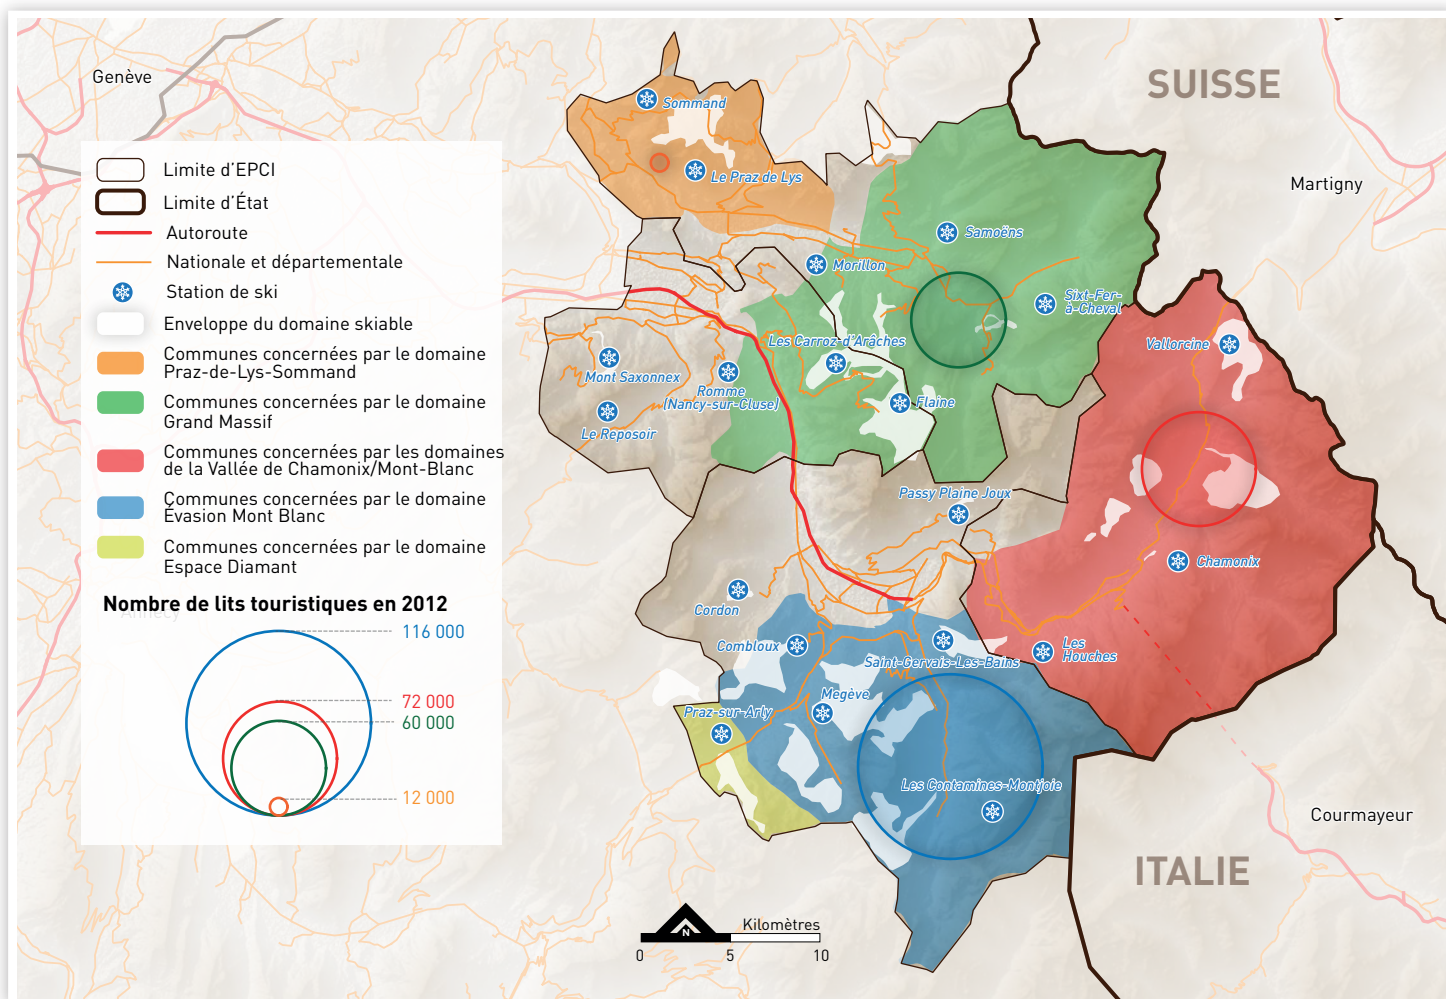 Genève
SUISSE
Martigny
Limite d'EPCI
Limite d'État
Autoroute
Nationale et départementale
Station de ski
Enveloppe du domaine skiable
Communes concernées par le domaine
Praz-de-Lys-Sommand
Communes concernées par le domaine
Grand Massif
Communes concernées par les domaines
de la Vallée de Chamonix/Mont-Blanc
Communes concernées par le domaine
Évasion Mont Blanc
Communes concernées par le domaine
Espace Diamant
Nombre de lits touristiques en 2012
Annecy
116 000
72 000
60 000
12 000
Sommand
Le Praz de Lys
Samoëns
Morillon
Sixt-Fer-
à-Cheval
Vallorcine
Les Carroz-d'Arâches
Mont Saxonnex
Romme
(Nancy-sur-Cluse)
Flaine
Le Reposoir
Passy Plaine Joux
Chamonix
Cordon
Combloux
Saint-Gervais-Les-Bains
Les
Houches
Megève
Praz-sur-Arly
Les Contamines-Montjoie
Courmayeur
ITALIE
N
Kilomètres
0
5
10